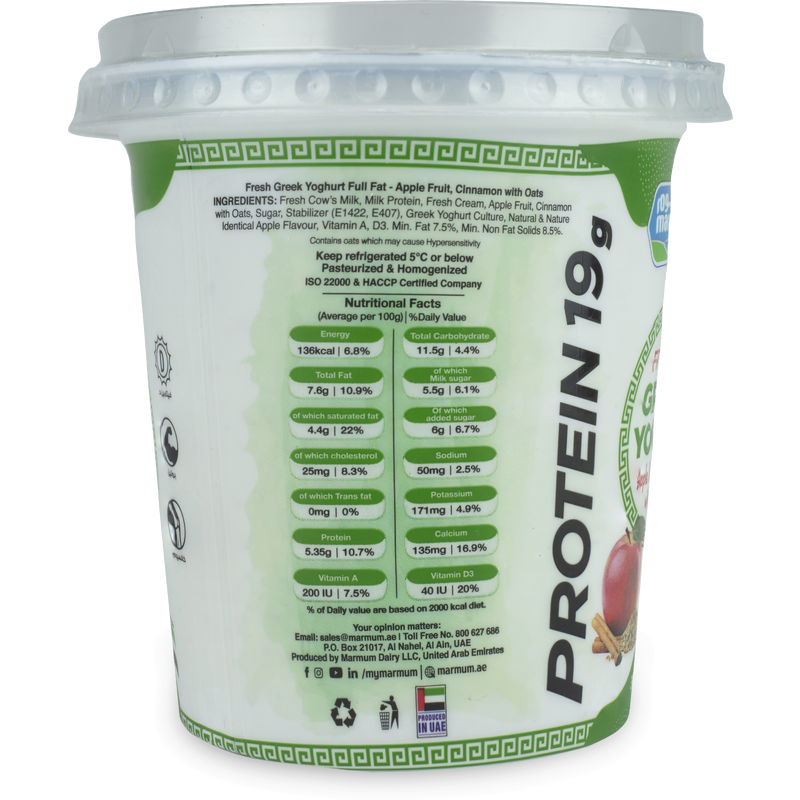 Fresh Greek Yoghurt Full Fat - Apple Fruit, Cinnamon with Oats
INGREDIENTS: Fresh Cow's Milk, Milk Protein, Fresh Cream, Apple Fruit, Cinnamon
with Oats, Sugar, Stabilizer (E1422, E407), Greek Yoghurt Culture, Natural & Nature
Identical Apple Flavour, Vitamin A, D3. Min. Fat 7.5%, Min. Non Fat Solids 8.5%.
Contains oats which may cause Hypersensitivity
Keep refrigerated 5°C or below
Pasteurized & Homogenized
ISO 22000 & HACCP Certified Company
Nutritional Facts
(Average per 100g) | %Daily Value
Energy
136kcal | 6.8%
Total Carbohydrate
11.5g | 4.4%
Total Fat
7.6g | 10.9%
of which
Milk sugar
5.5g | 6.1%
of which saturated fat
4.4g | 22%
Of which
added sugar
6g | 6.7%
of which cholesterol
25mg | 8.3%
Sodium
50mg | 2.5%
of which Trans fat
0mg | 0%
Potassium
171mg | 4.9%
Protein
5.35g | 10.7%
Calcium
135mg | 16.9%
Vitamin A
200 IU | 7.5%
Vitamin D3
40 IU | 20%
% of Daily value are based on 2000 kcal diet.
Your opinion matters:
Email: sales@marmum.ae | Toll Free No. 800 627 686
P.O. Box 21017, Al Nahel, Al Ain, UAE
Produced by Marmum Dairy LLC, United Arab Emirates
/mymarmum | marmum.ae
PRODUCED
IN UAE
PROTEIN 19g
D